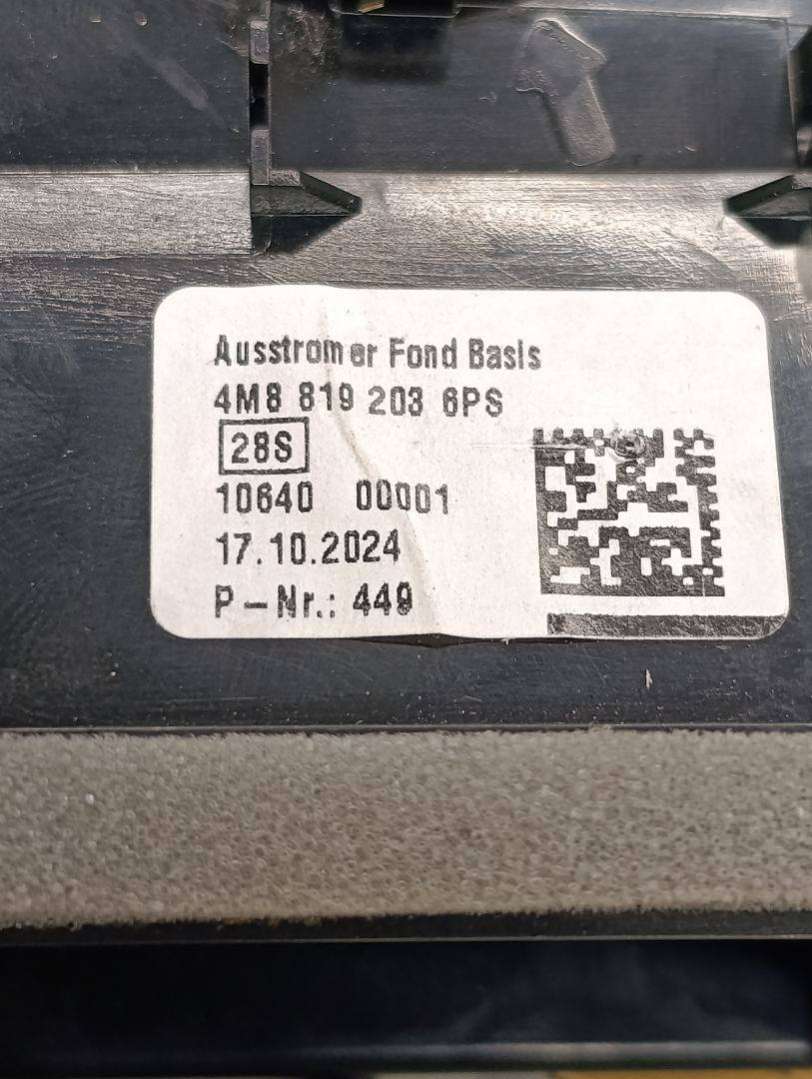 Ausstromer Fond Basis
4M8 819 203 6PS
28S
10640 00001
17.10.2024
P-Nr.: 449